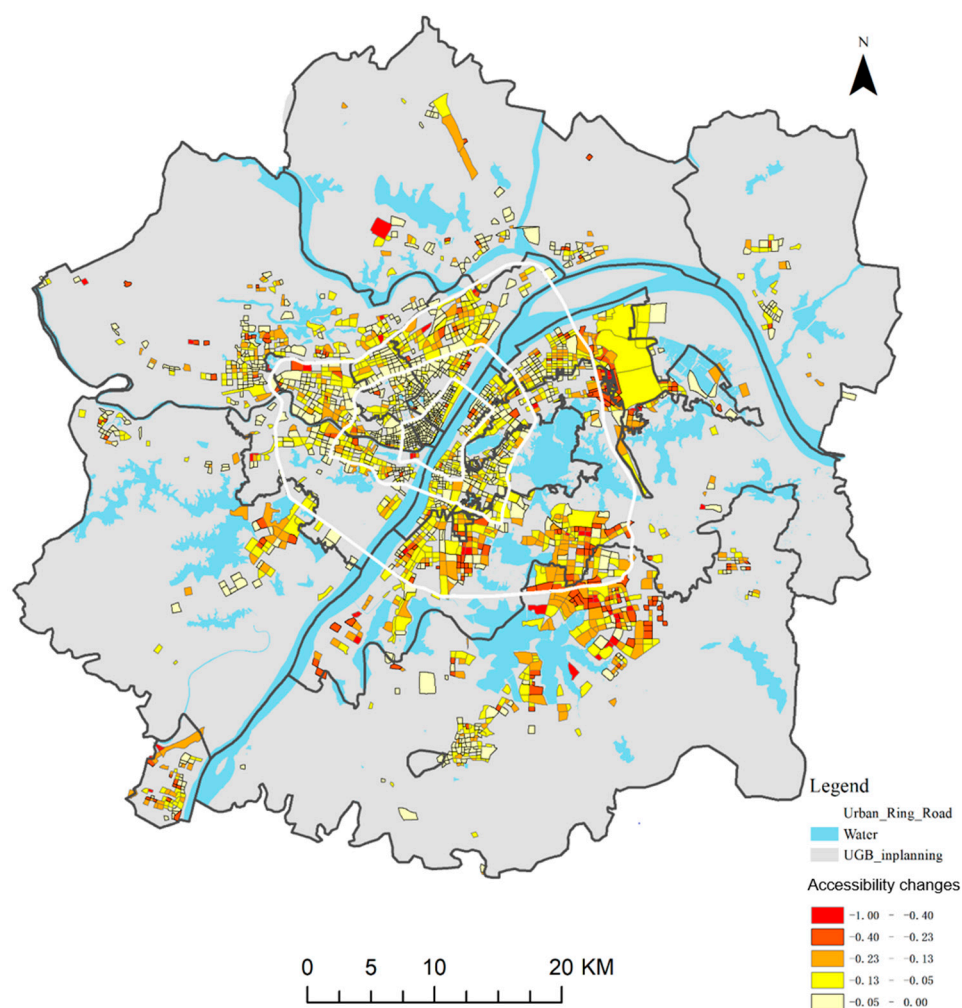 N
Legend
Urban_Ring_Road
Water
UGB_inplanning
Accessibility changes
-1.00 - -0.40
-0.40 - -0.23
-0.23 - -0.13
-0.13 - -0.05
-0.05 - 0.00
0 5 10 20 KM